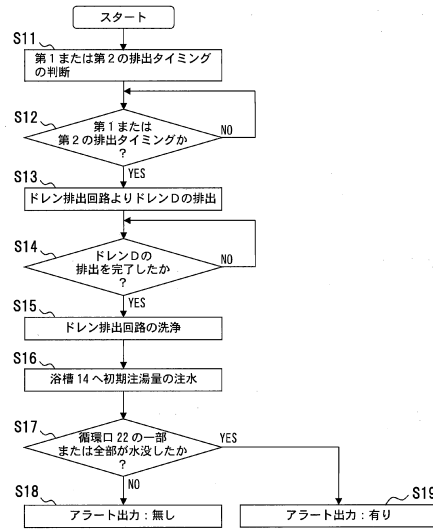 スタート
S11
第1または第2の排出タイミング
の判断
S12
第1または
第2の排出タイミングか
?
NO
YES
S13
ドレン排出回路よりドレンDの排出
S14
ドレンDの
排出を完了したか
?
NO
YES
S15
ドレン排出回路の洗浄
S16
浴槽14へ初期注湯量の注水
S17
循環口22の一部
または全部が水没したか
?
YES
NO
S18
アラート出力:無し
S19
アラート出力:有り